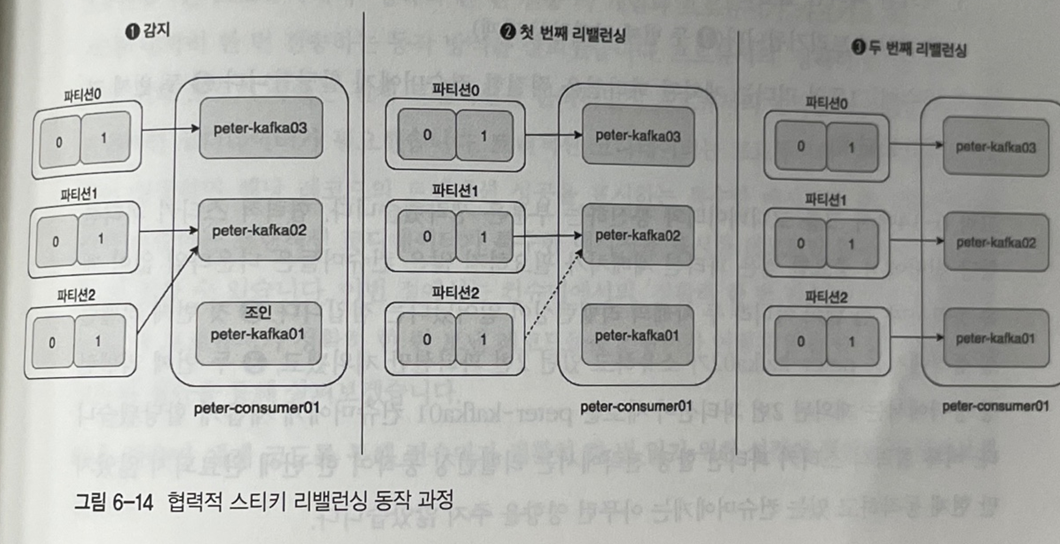 ❶ 감지
파티션0
0 1
peter-kafka03
파티션1
0 1
peter-kafka02
파티션2
0 1
조인
peter-kafka01
peter-consumer01
❷ 첫 번째 리밸런싱
파티션0
0 1
peter-kafka03
파티션1
0 1
peter-kafka02
파티션2
0 1
peter-kafka01
peter-consumer01
❸ 두 번째 리밸런싱
파티션0
0 1
peter-kafka03
파티션1
0 1
peter-kafka02
파티션2
0 1
peter-kafka01
peter-consumer01
그림 6-14 협력적 스티키 리밸런싱 동작 과정